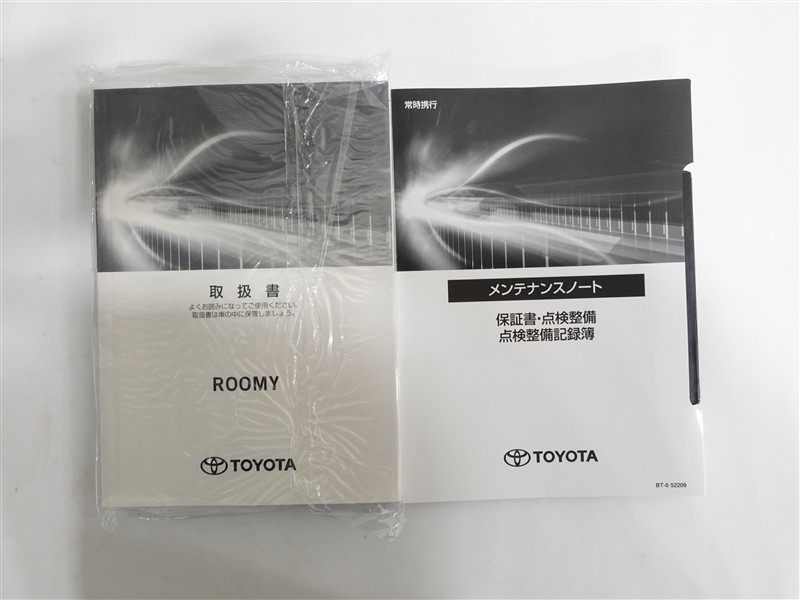 取扱書
よくお読みになってご使用ください。
取扱書は車の中に保管しましょう。
ROOMY
TOYOTA
常時携行
メンテナンスノート
保証書・点検整備
点検整備記録簿
TOYOTA
BT-0 52209